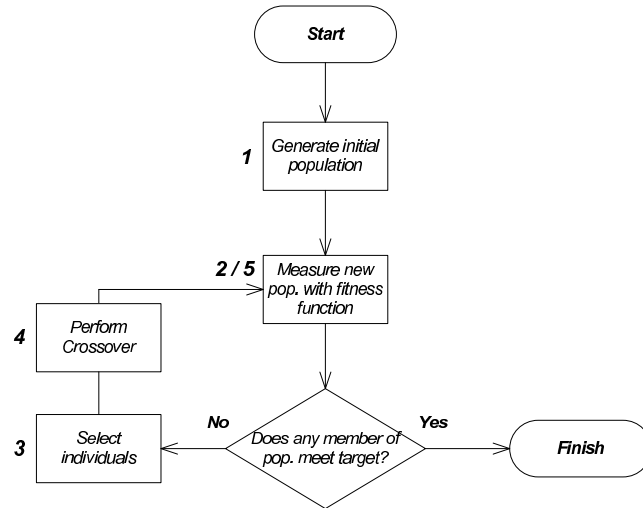 Start
1
Generate initial
population
2 / 5
Measure new
pop. with fitness
function
4
Perform
Crossover
No
Does any member of
pop. meet target?
Yes
3
Select
individuals
Finish